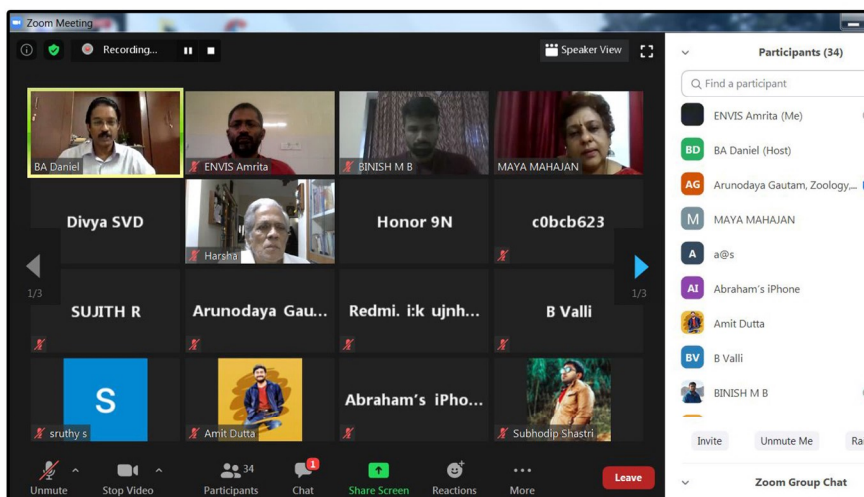 Zoom Meeting
Recording...
Speaker View
BA Daniel
ENVIS Amrita
BINISH M B
MAYA MAHAJAN
Divya SVD
Harsha
Honor 9N
c0bcb623
1/3
1/3
SUJITH R
Arunodaya Gau...
Redmi. i:k ujnh...
B Valli
S
sruthy s
Amit Dutta
Abraham's iPho...
Subhodip Shastri
Unmute
Stop Video
34
Participants
1
Chat
Share Screen
Reactions
More
Leave
Participants (34)
Find a participant
ENVIS Amrita (Me)
BD
BA Daniel (Host)
AG
Arunodaya Gautam, Zoology,...
M
MAYA MAHAJAN
A
a@s
AI
Abraham's iPhone
Amit Dutta
BV
B Valli
BINISH M B
Invite
Unmute Me
Zoom Group Chat